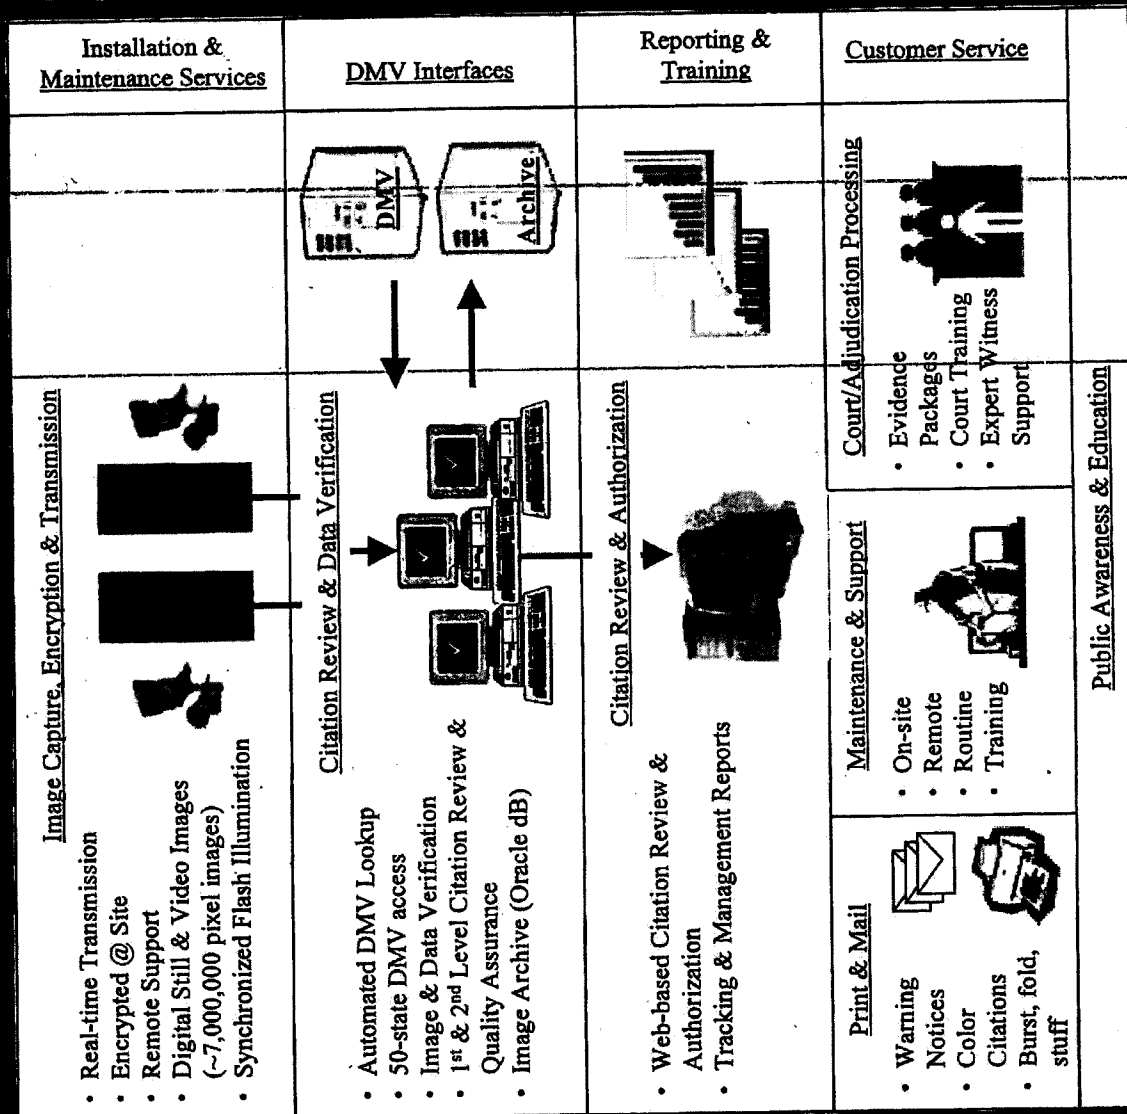 Installation &
Maintenance Services
DMV Interfaces
Reporting &
Training
Customer Service
Image Capture, Encryption & Transmission
• Real-time Transmission
• Encrypted @ Site
• Remote Support
• Digital Still & Video Images
(~7,000,000 pixel images)
• Synchronized Flash Illumination
DMV
Archive
Citation Review & Data Verification
• Automated DMV Lookup
• 50-state DMV access
• Image & Data Verification
• 1st & 2nd Level Citation Review &
Quality Assurance
• Image Archive (Oracle dB)
Citation Review & Authorization
• Web-based Citation Review &
Authorization
• Tracking & Management Reports
Print & Mail
• Warning
Notices
• Color
Citations
• Burst, fold,
stuff
Maintenance & Support
• On-site
• Remote
• Routine
• Training
Court/Adjudication Processing
• Evidence
Packages
• Court Training
• Expert Witness
Support
Public Awareness & Education